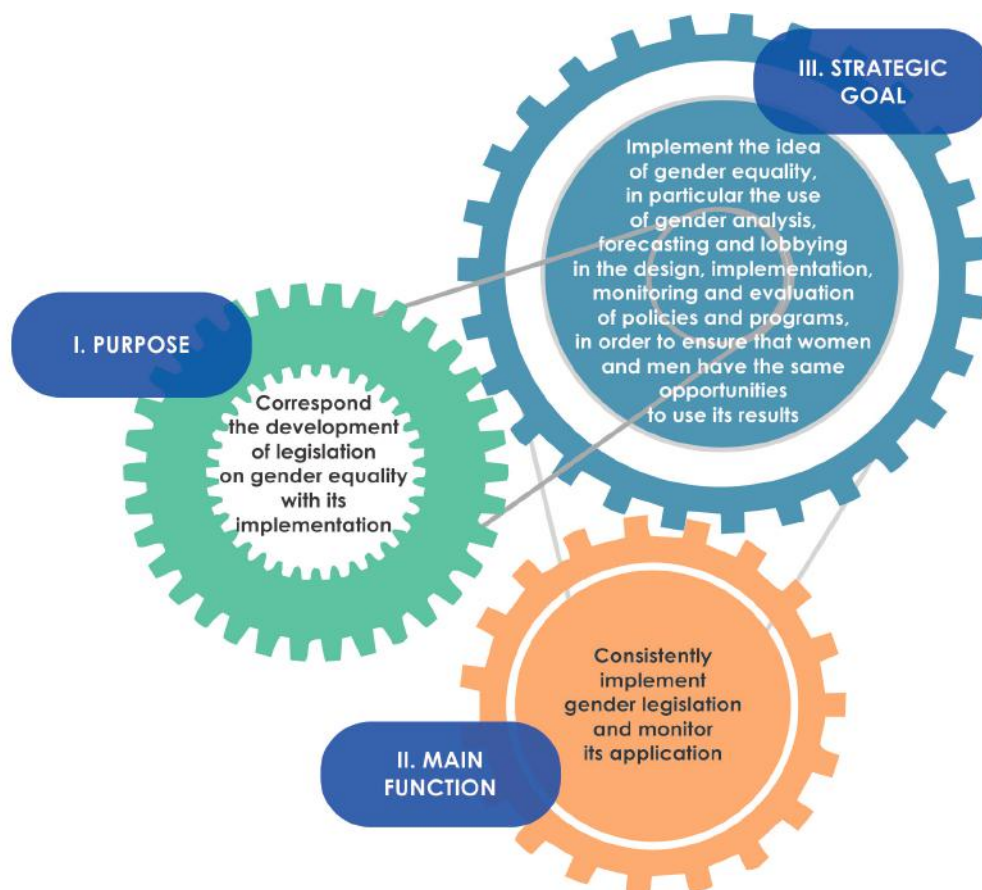 I. PURPOSE
Correspond
the development
of legislation
on gender equality
with its
implementation
II. MAIN
FUNCTION
Consistently
implement
gender legislation
and monitor
its application
III. STRATEGIC
GOAL
Implement the idea
of gender equality,
in particular the use
of gender analysis,
forecasting and lobbying
in the design, implementation,
monitoring and evaluation
of policies and programs,
in order to ensure that women
and men have the same
opportunities
to use its results